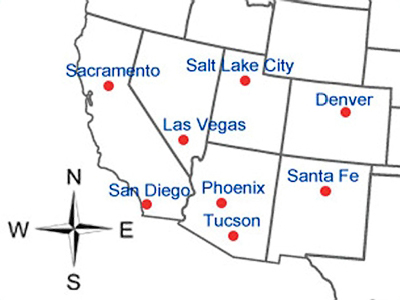 Salt Lake City
Sacramento
Denver
Las Vegas
N
Santa Fe
San Diego
Phoenix
Tucson
W
E
S